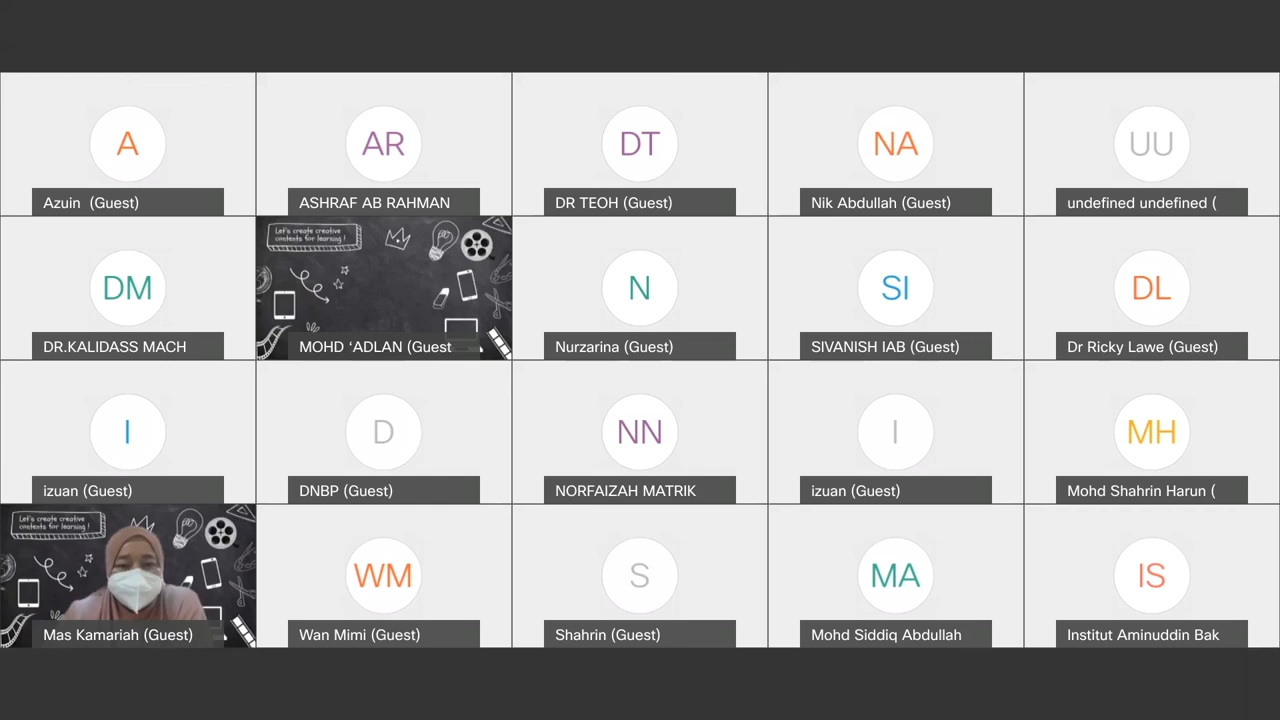 A
AR
DT
NA
UU
Azuin (Guest)
ASHRAF AB RAHMAN
DR TEOH (Guest)
Nik Abdullah (Guest)
undefined undefined (
DM
Let's create creative
contents for learning !
N
SI
DL
DR.KALIDASS MACH
MOHD ‘ADLAN (Guest
Nurzarina (Guest)
SIVANISH IAB (Guest)
Dr Ricky Lawe (Guest)
I
D
NN
I
MH
izuan (Guest)
DNBP (Guest)
NORFAIZAH MATRIK
izuan (Guest)
Mohd Shahrin Harun (
Let's create creative
contents for learning !
WM
S
MA
IS
Mas Kamariah (Guest)
Wan Mimi (Guest)
Shahrin (Guest)
Mohd Siddiq Abdullah
Institut Aminuddin Bak